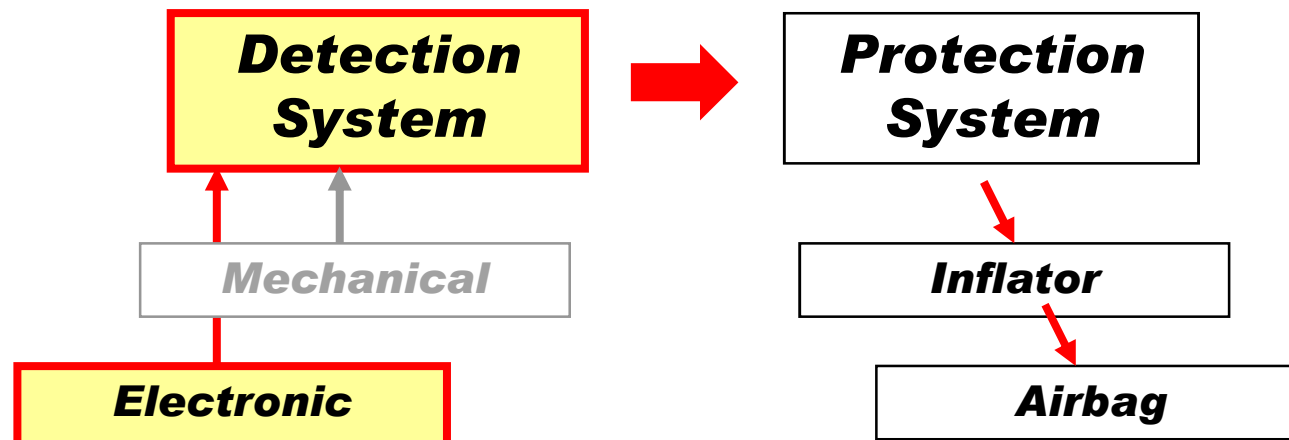 Detection
System
Protection
System
Mechanical
Inflator
Electronic
Airbag